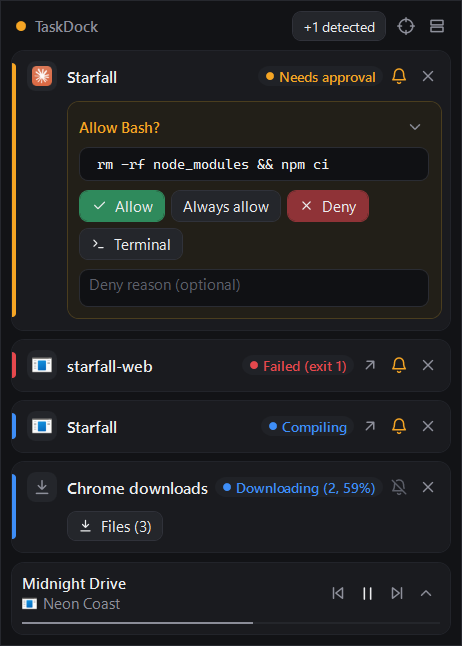 TaskDock
+1 detected
Starfall
Needs approval
Allow Bash?
rm -rf node_modules && npm ci
Allow
Always allow
Deny
Terminal
Deny reason (optional)
starfall-web
Failed (exit 1)
Starfall
Compiling
Chrome downloads
Downloading (2, 59%)
Files (3)
Midnight Drive
Neon Coast